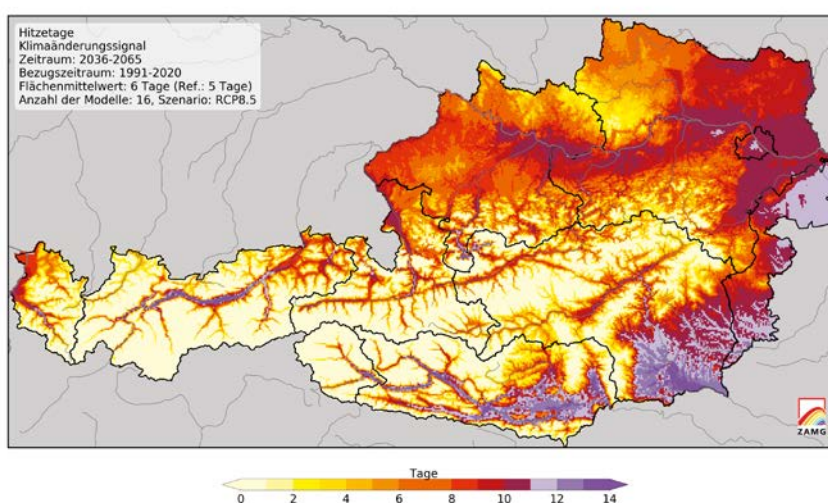 Hitzetage
Klimaänderungssignal
Zeitraum: 2036-2065
Bezugszeitraum: 1991-2020
Flächenmittelwert: 6 Tage (Ref.: 5 Tage)
Anzahl der Modelle: 16, Szenario: RCP8.5
ZAMG
Tage
0 2 4 6 8 10 12 14